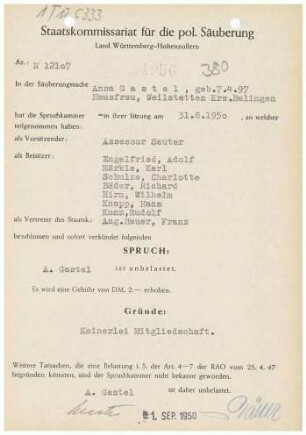 Staatskommissariat für die pol. Säuberung
Land Württemberg-Hohenzollern
Az.: N 12107
380
In der Säuberungssache Anna Gastel, geb.7.4.97
Hausfrau, Weilstetten Krs.Balingen
hat die Spruchkammer in ihrer Sitzung am 31.8.1950, an welcher
teilgenommen haben:
als Vorsitzender: Assessor Sauter
als Beisitzer: Engelfried, Adolf
Märkle, Karl
Schulze, Charlotte
Bäder, Richard
Hirn, Wilhelm
Knapp, Hans
Konz,Rudolf
als Vertreter des Staatsk.: Ang.Bauer, Franz
beschlossen und sofort verkündet folgenden
SPRUCH:
A. Gastel ist unbelastet.
Es wird eine Gebühr von DM. 2.— erhoben.
Gründe:
Keinerlei Mitgliedschaft.
Weitere Tatsachen, die eine Belastung i. S. der Art. 4—7 der RAO vom 25. 4. 47
begründen könnten, sind der Spruchkammer nicht bekannt geworden.
A. Gastel ist daher unbelastet.
1. SEP. 1950